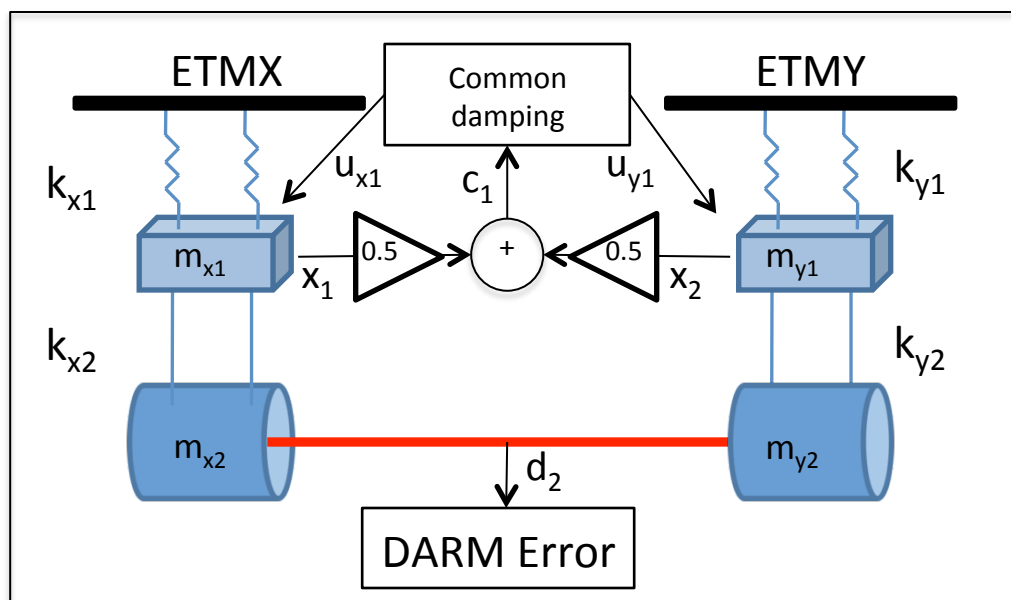 ETMX
Common
damping
ETMY
k_x1
u_x1
c_1
u_y1
k_y1
m_x1
0.5
+
0.5
m_y1
x_1
x_2
k_x2
k_y2
m_x2
m_y2
d_2
DARM Error